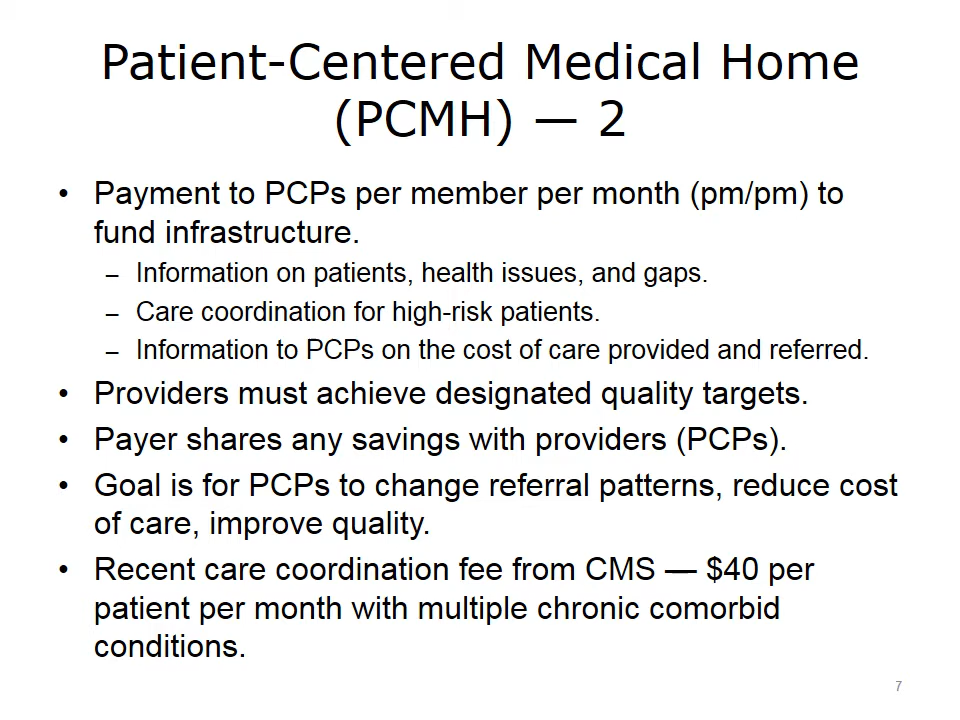 Patient-Centered Medical Home
(PCMH) — 2
• Payment to PCPs per member per month (pm/pm) to
fund infrastructure.
– Information on patients, health issues, and gaps.
– Care coordination for high-risk patients.
– Information to PCPs on the cost of care provided and referred.
• Providers must achieve designated quality targets.
• Payer shares any savings with providers (PCPs).
• Goal is for PCPs to change referral patterns, reduce cost
of care, improve quality.
• Recent care coordination fee from CMS — $40 per
patient per month with multiple chronic comorbid
conditions.
7